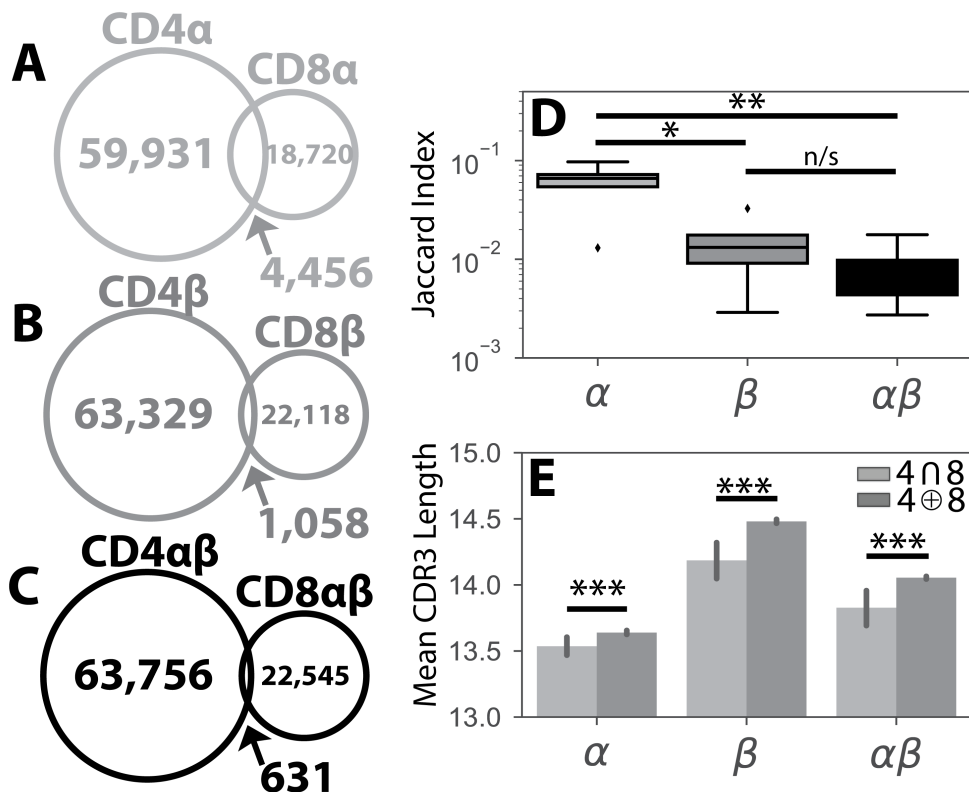 A
CD4α
CD8α
59,931
18,720
4,456
B
CD4β
CD8β
63,329
22,118
1,058
C
CD4αβ
CD8αβ
63,756
22,545
631
D
Jaccard Index
10⁻¹
10⁻²
10⁻³
**
*
n/s
α
β
αβ
E
Mean CDR3 Length
15.0
14.5
14.0
13.5
13.0
4∩8
4⊕8
***
***
***
α
β
αβ